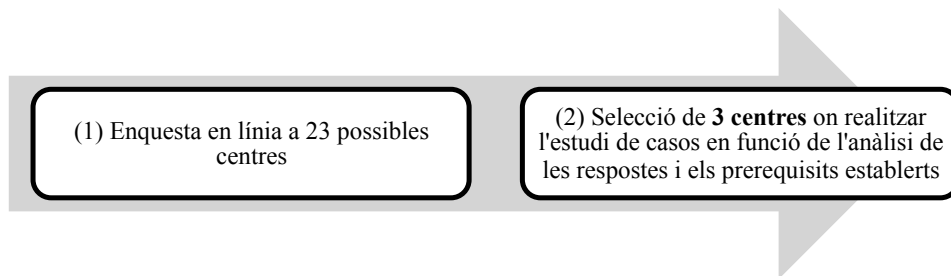 (1) Enquesta en línia a 23 possibles
centres
(2) Selecció de 3 centres on realitzar
l'estudi de casos en funció de l'anàlisi de
les respostes i els prerequisits establerts